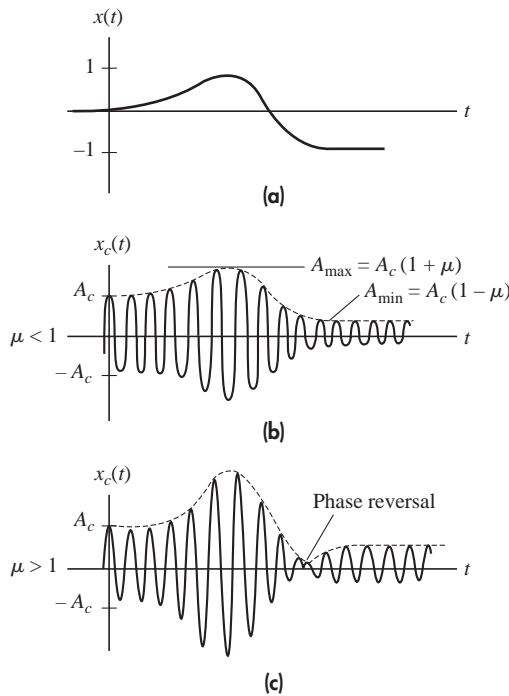 x(t)
1
t
–1
(a)
x_c(t)
A_max = A_c (1 + μ)
A_c
A_min = A_c (1 – μ)
μ < 1
t
– A_c
(b)
x_c(t)
Phase reversal
A_c
μ > 1
t
– A_c
(c)